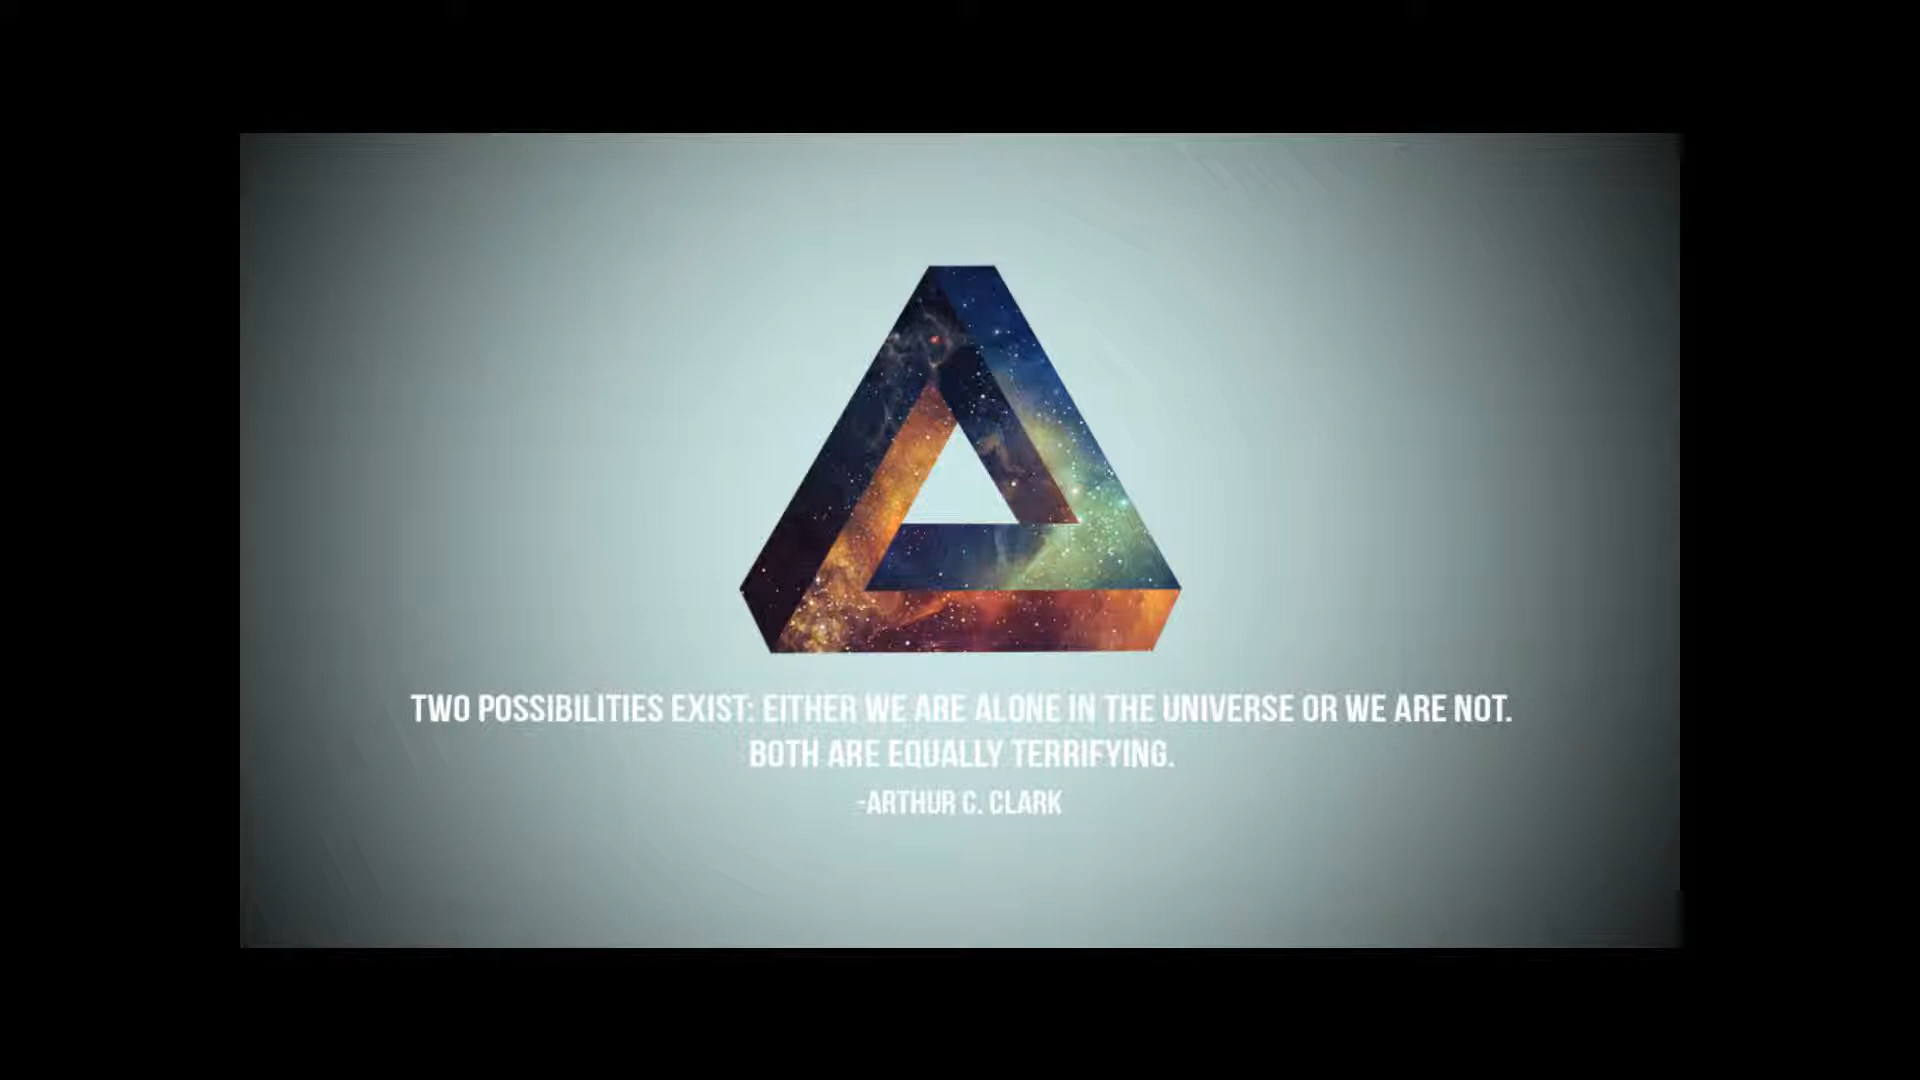 TWO POSSIBILITIES EXIST: EITHER WE ARE ALONE IN THE UNIVERSE OR WE ARE NOT.
BOTH ARE EQUALLY TERRIFYING.
-ARTHUR C. CLARK